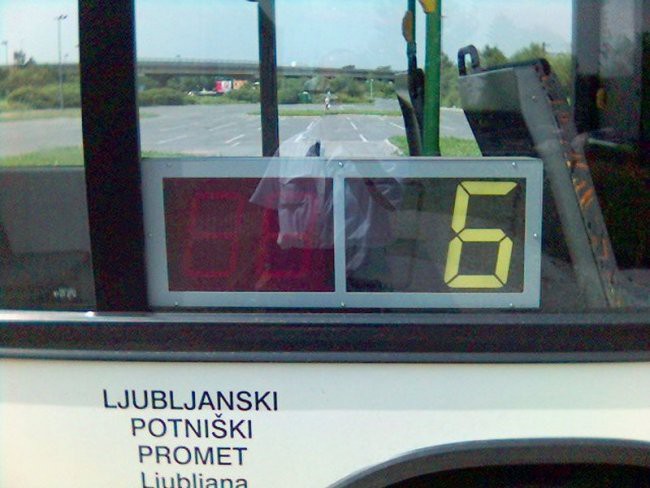 6
LJUBLJANSKI
POTNIŠKI
PROMET
Ljubljana